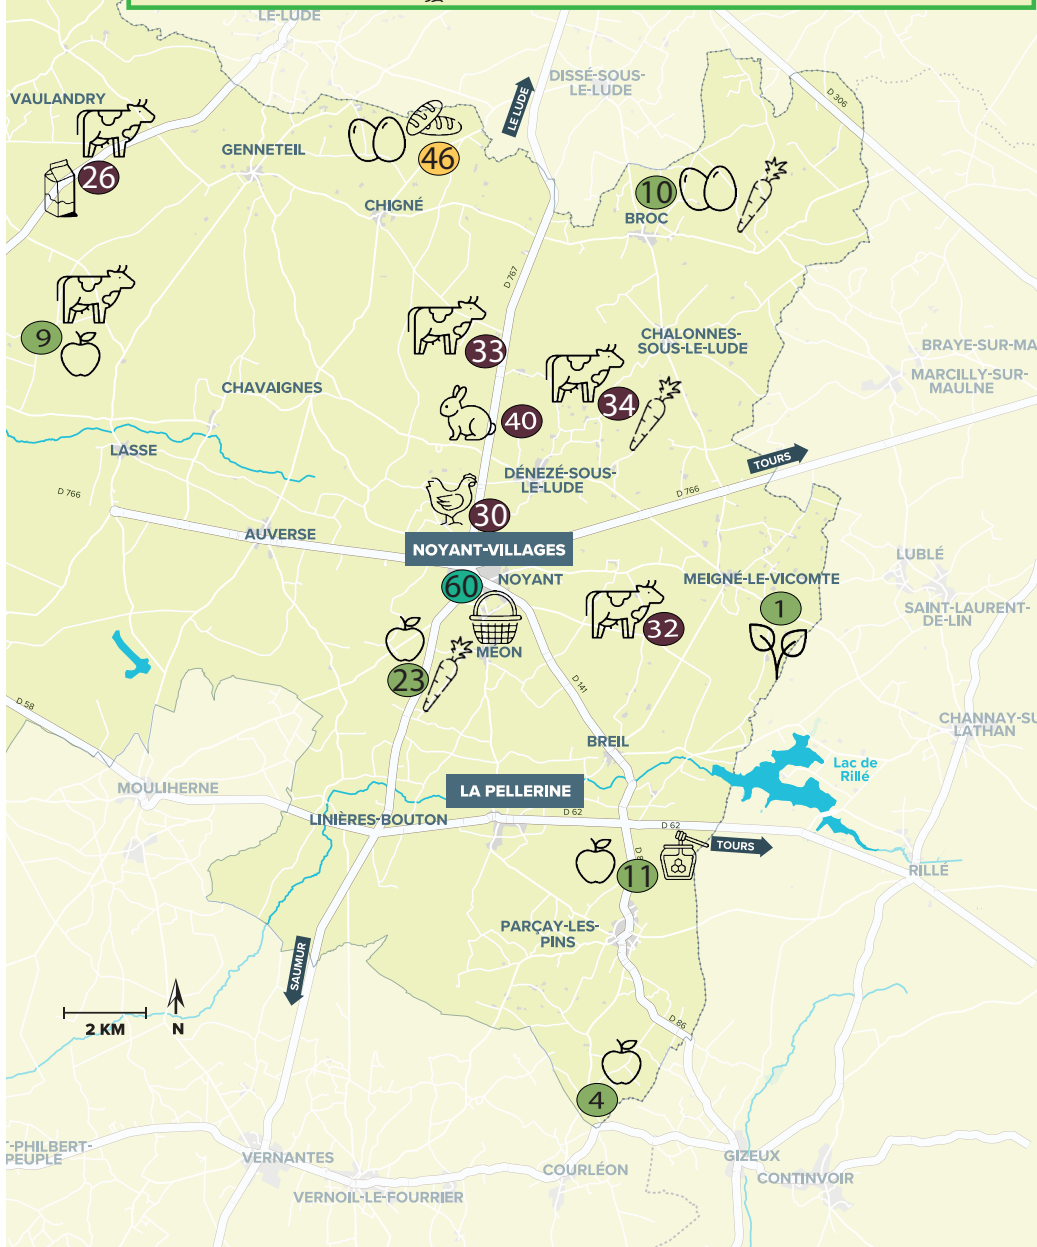 LE-LUDE
DISSÉ-SOUS-
LE-LUDE
VAULANDRY
LE LUDE
D 306
46
GENNETEIL
26
10
CHIGNÉ
BROC
D 767
9
33
CHALONNES-
SOUS-LE-LUDE
BRAYE-SUR-MA
MARCILLY-SUR-
MAULNE
CHAVAIGNES
34
40
LASSE
TOURS
DÉNEZÉ-SOUS-
LE-LUDE
D 766
D 766
30
AUVERSE
NOYANT-VILLAGES
LUBLÉ
60
NOYANT
MEIGNÉ-LE-VICOMTE
1
SAINT-LAURENT-
DE-LIN
32
MÉON
23
D 141
D 58
CHANNAY-SU
LATHAN
BREIL
Lac de
Rillé
MOULIHERNE
LA PELLERINE
D 62
LINIÈRES-BOUTON
D 62
TOURS
11
RILLÉ
PARÇAY-LES-
PINS
SAUMUR
2 KM
N
D 86
4
T-PHILBERT-
PEUPLE
VERNANTES
GIZEUX
COURLÉON
CONTINVOIR
VERNOIL-LE-FOURRIER